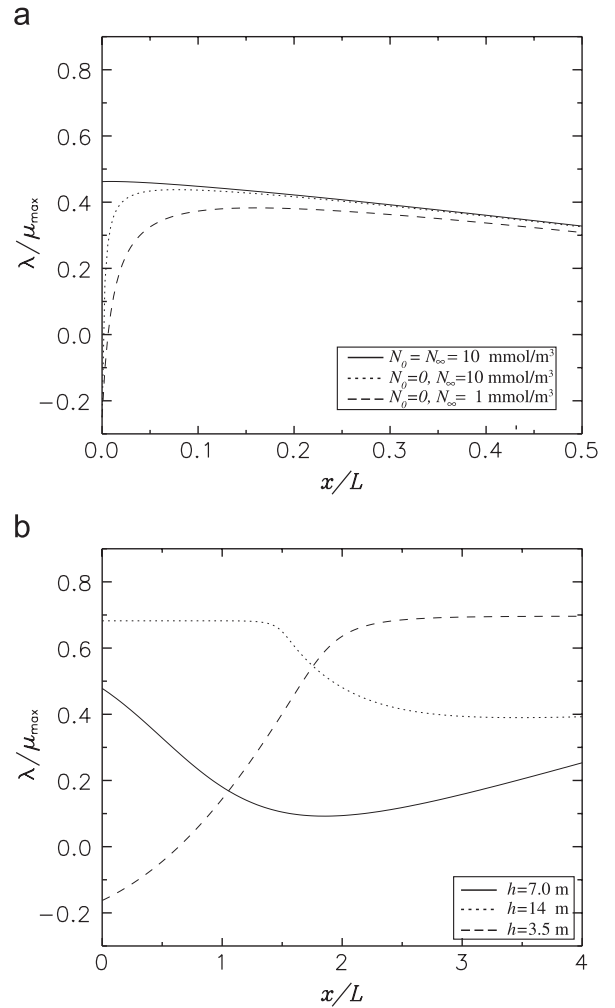 a
0.8
0.6
0.4
0.2
0.0
−0.2
λ/μmax
N0 = N∞ = 10 mmol/m³
N0=0, N∞=10 mmol/m³
N0=0, N∞= 1 mmol/m³
0.0 0.1 0.2 0.3 0.4 0.5
x/L
b
0.8
0.6
0.4
0.2
0.0
−0.2
λ/μmax
h=7.0 m
h=14 m
h=3.5 m
0 1 2 3 4
x/L